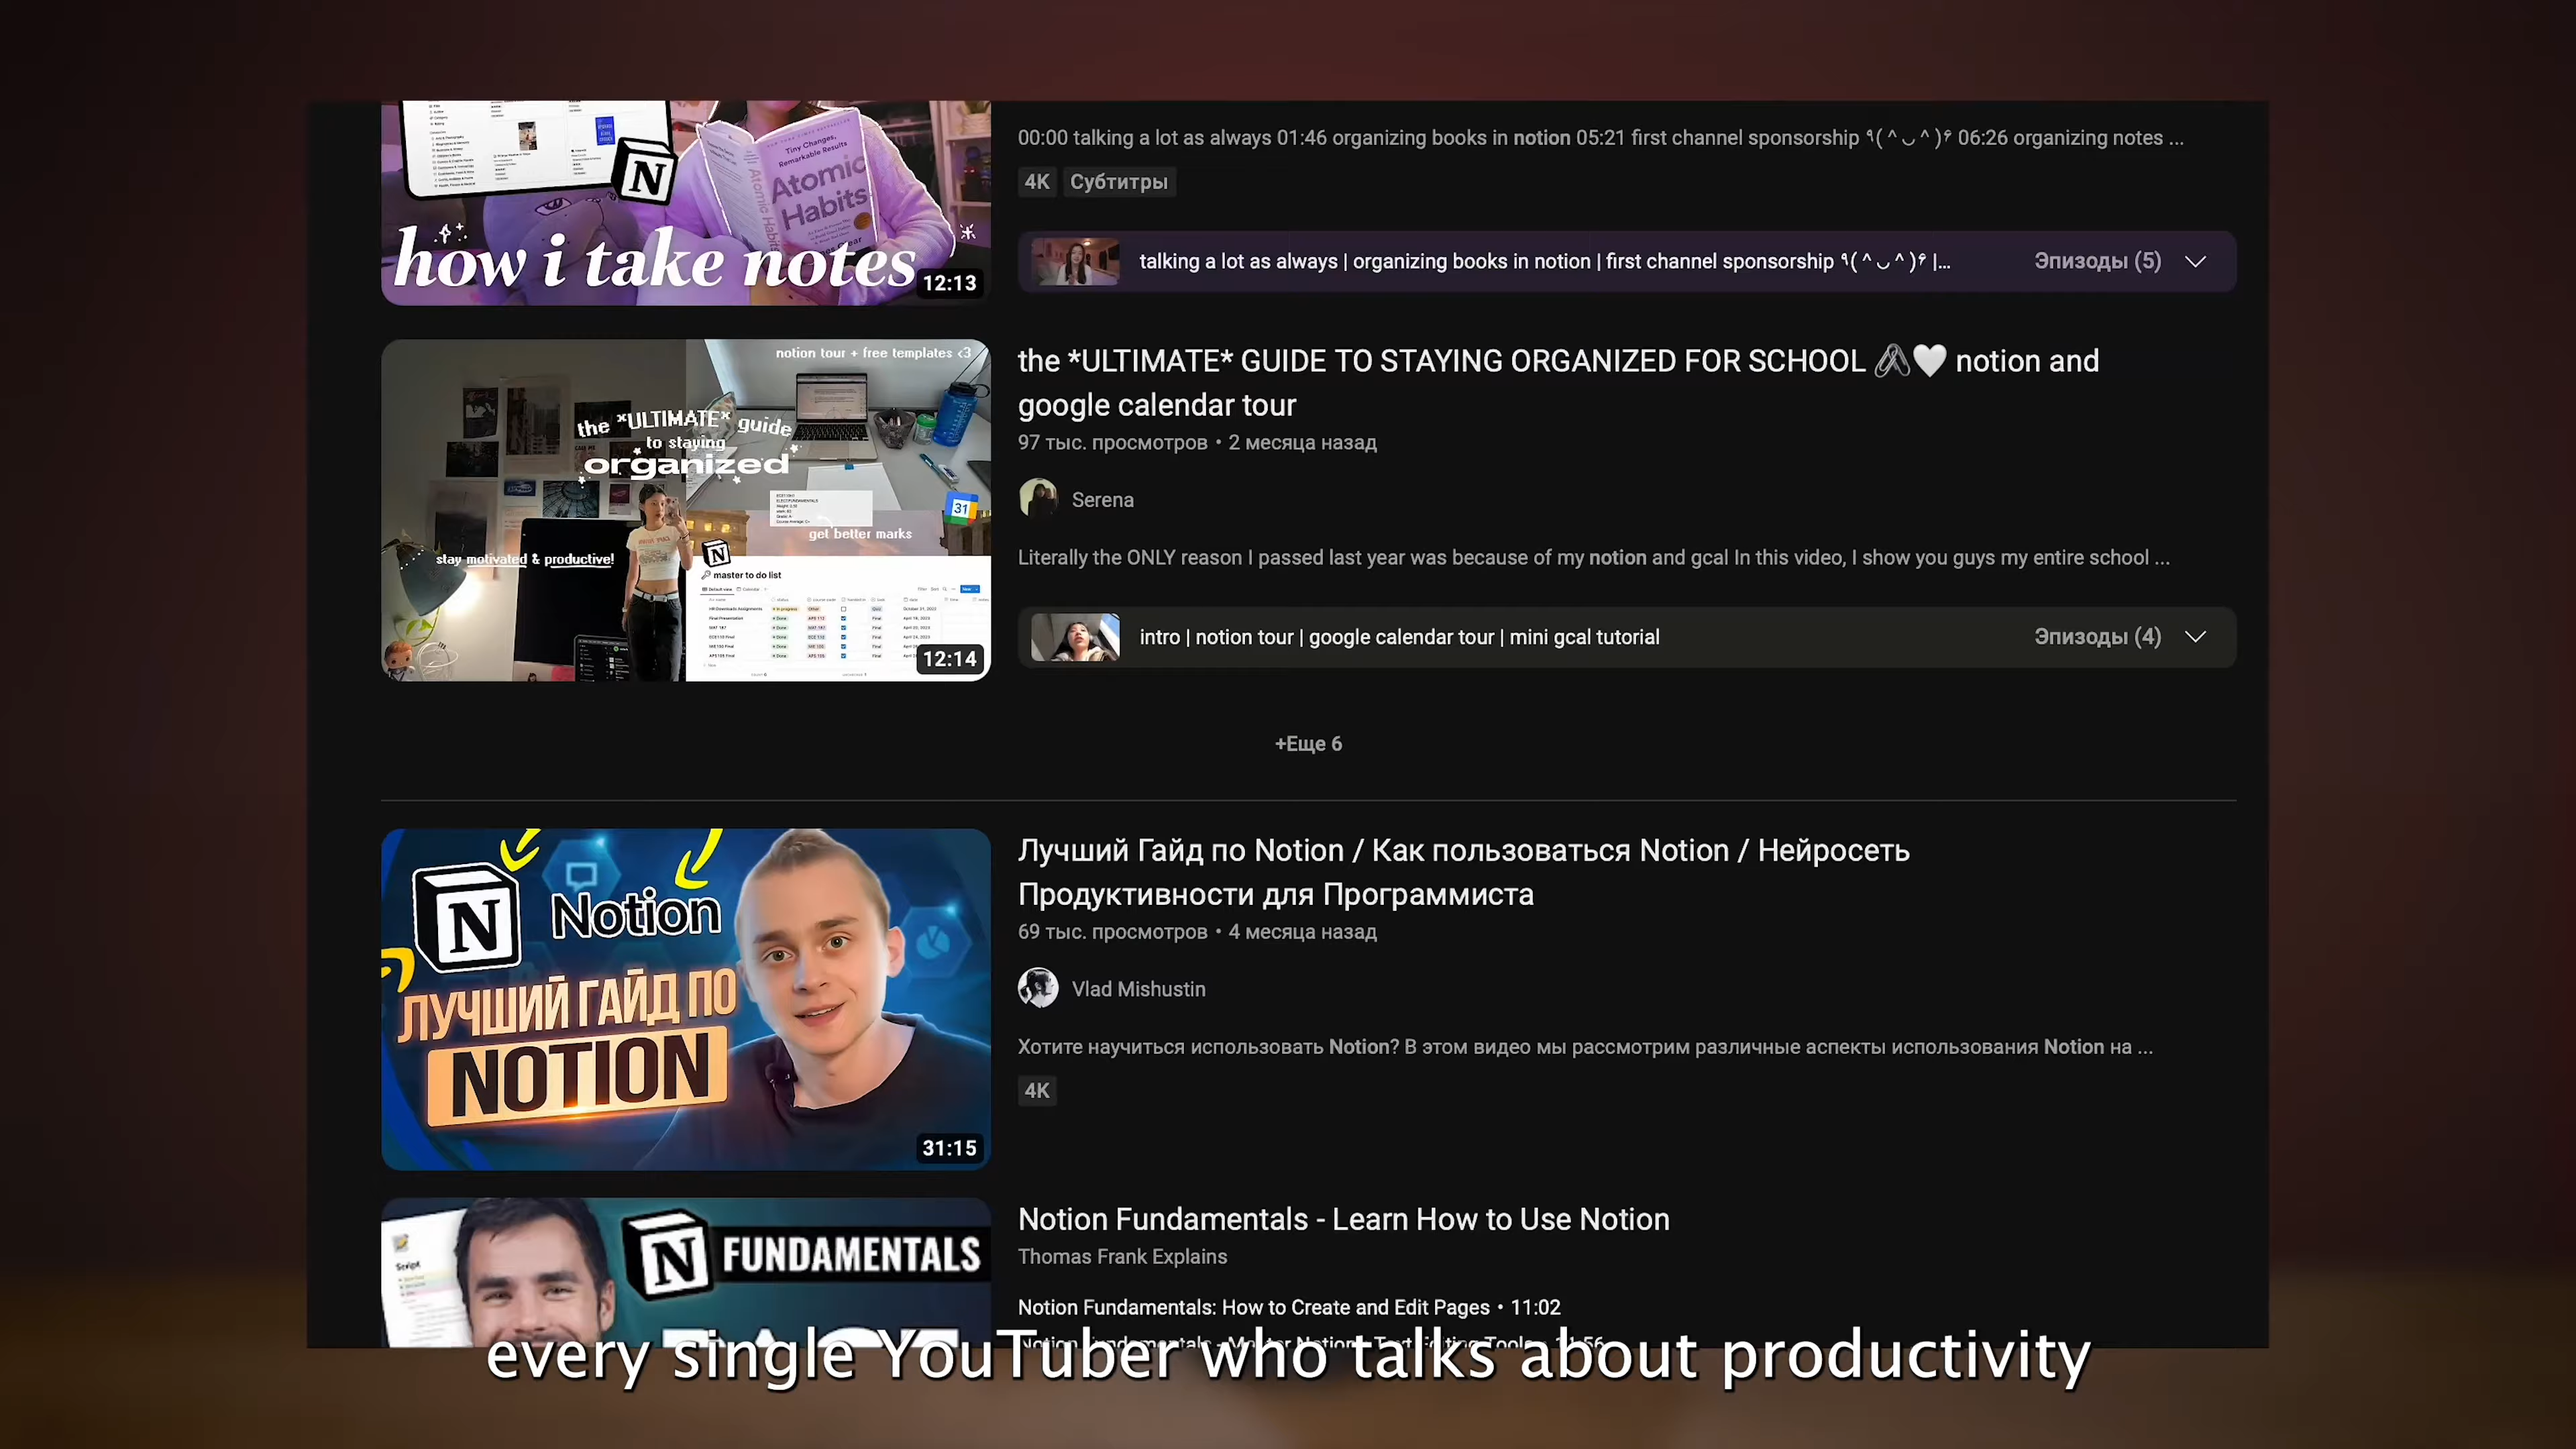 00:00 talking a lot as always 01:46 organizing books in notion 05:21 first channel sponsorship ٩(^ᴗ^)۶ 06:26 organizing notes ...
4K Субтитры
Tiny Changes,
Remarkable Results
Atomic
Habits
Atomic Habits
N
how i take notes
12:13
talking a lot as always | organizing books in notion | first channel sponsorship ٩(^ᴗ^)۶ |...
Эпизоды (5)
notion tour + free templates <3
the *ULTIMATE* guide
to staying
organized
31
get better marks
stay motivated & productive!
N
master to do list
12:14
the *ULTIMATE* GUIDE TO STAYING ORGANIZED FOR SCHOOL 🖇️🤍 notion and
google calendar tour
97 тыс. просмотров • 2 месяца назад
Serena
Literally the ONLY reason I passed last year was because of my notion and gcal In this video, I show you guys my entire school ...
intro | notion tour | google calendar tour | mini gcal tutorial
Эпизоды (4)
+Еще 6
N Notion
ЛУЧШИЙ ГАЙД ПО
NOTION
31:15
Лучший Гайд по Notion / Как пользоваться Notion / Нейросеть
Продуктивности для Программиста
69 тыс. просмотров • 4 месяца назад
Vlad Mishustin
Хотите научиться использовать Notion? В этом видео мы рассмотрим различные аспекты использования Notion на ...
4K
Script
N FUNDAMENTALS
Notion Fundamentals - Learn How to Use Notion
Thomas Frank Explains
Notion Fundamentals: How to Create and Edit Pages • 11:02
every single YouTuber who talks about productivity